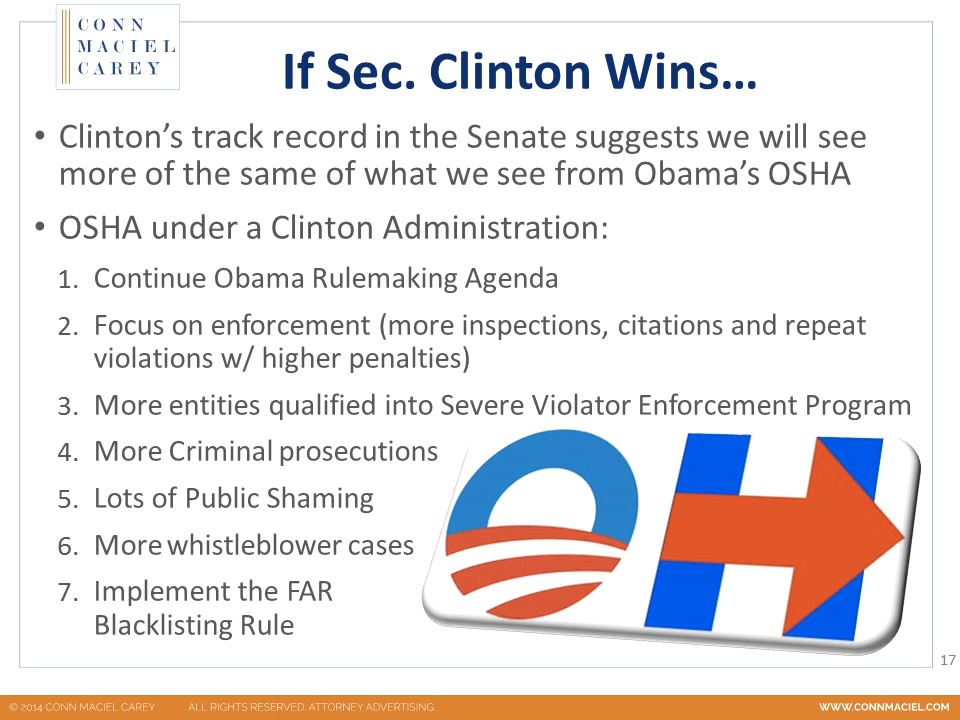 CONN
MACIEL
CAREY
If Sec. Clinton Wins...
• Clinton’s track record in the Senate suggests we will see
more of the same of what we see from Obama’s OSHA
• OSHA under a Clinton Administration:
1. Continue Obama Rulemaking Agenda
2. Focus on enforcement (more inspections, citations and repeat
violations w/ higher penalties)
3. More entities qualified into Severe Violator Enforcement Program
4. More Criminal prosecutions
5. Lots of Public Shaming
6. More whistleblower cases
7. Implement the FAR
Blacklisting Rule
OH
17
© 2014 CONN MACIEL CAREY ALL RIGHTS RESERVED. ATTORNEY ADVERTISING. WWW.CONNMACIEL.COM